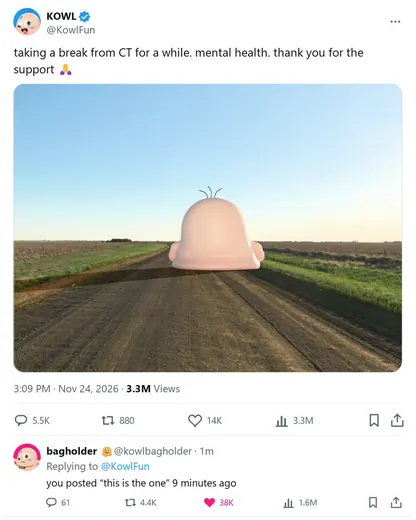 KOWL
@KowlFun
taking a break from CT for a while. mental health. thank you for the
support 🙏
3:09 PM · Nov 24, 2026 · 3.3M Views
5.5K 880 14K 3.3M
bagholder 🤗 @kowlbagholder · 1m
Replying to @KowlFun
you posted "this is the one" 9 minutes ago
61 4.4K 38K 1.6M